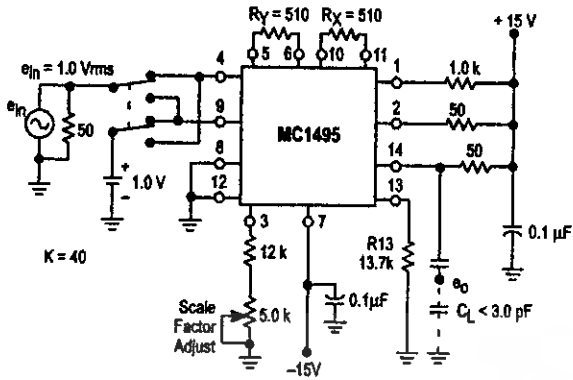 RY = 510
RX = 510
+ 15 V
ein = 1.0 Vrms
4
5
6
10
11
1
1.0 k
ein
50
9
MC1495
2
50
8
14
50
+
1.0 V
–
12
13
3
7
0.1 µF
K = 40
12 k
R13
13.7k
eo
Scale
Factor
Adjust
5.0 k
0.1µF
CL < 3.0 pF
–15V